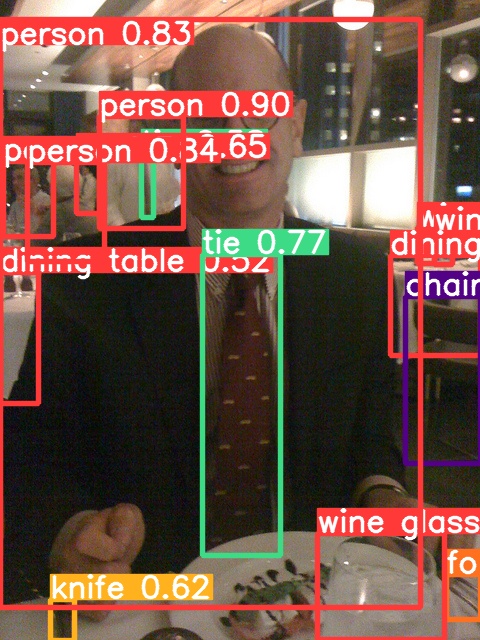 person 0.83
person 0.90
person 0.84.65
tie 0.77
win
dining
dining table 0.52
chair
wine glass
fo
knife 0.62